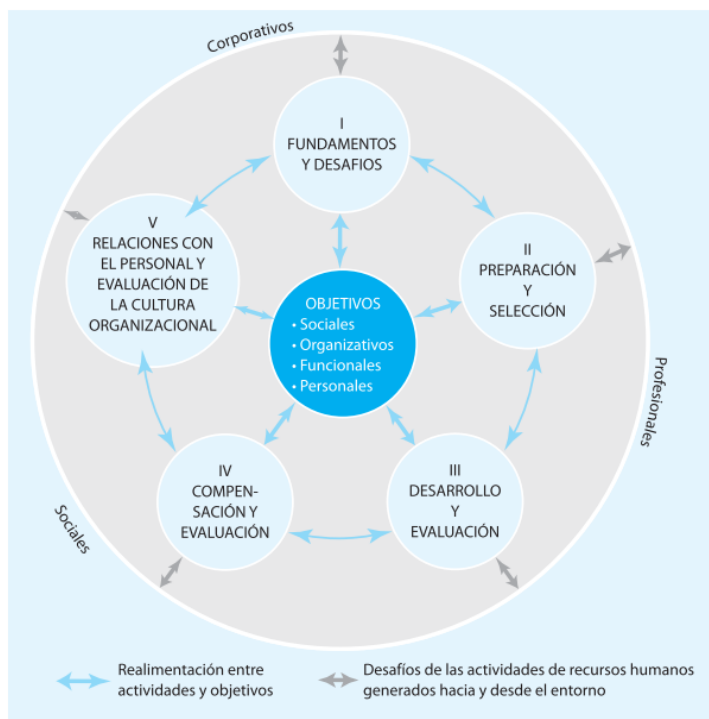 Corporativos
I
FUNDAMENTOS
Y DESAFIOS
V
RELACIONES CON
EL PERSONAL Y
EVALUACIÓN DE
LA CULTURA
ORGANIZACIONAL
II
PREPARACIÓN
Y
SELECCIÓN
OBJETIVOS
• Sociales
• Organizativos
• Funcionales
• Personales
Profesionales
IV
COMPEN-
SACIÓN Y
EVALUACIÓN
III
DESARROLLO
Y
EVALUACIÓN
Sociales
Realimentación entre
actividades y objetivos
Desafíos de las actividades de recursos humanos
generados hacia y desde el entorno